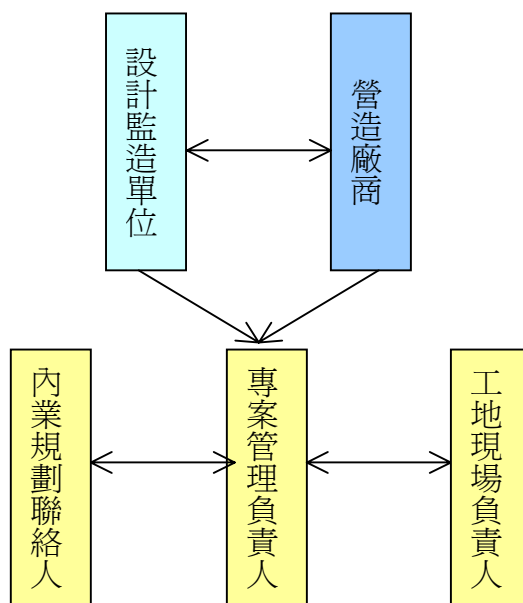 設計監造單位
營造廠商
內業規劃聯絡人
專案管理負責人
工地現場負責人